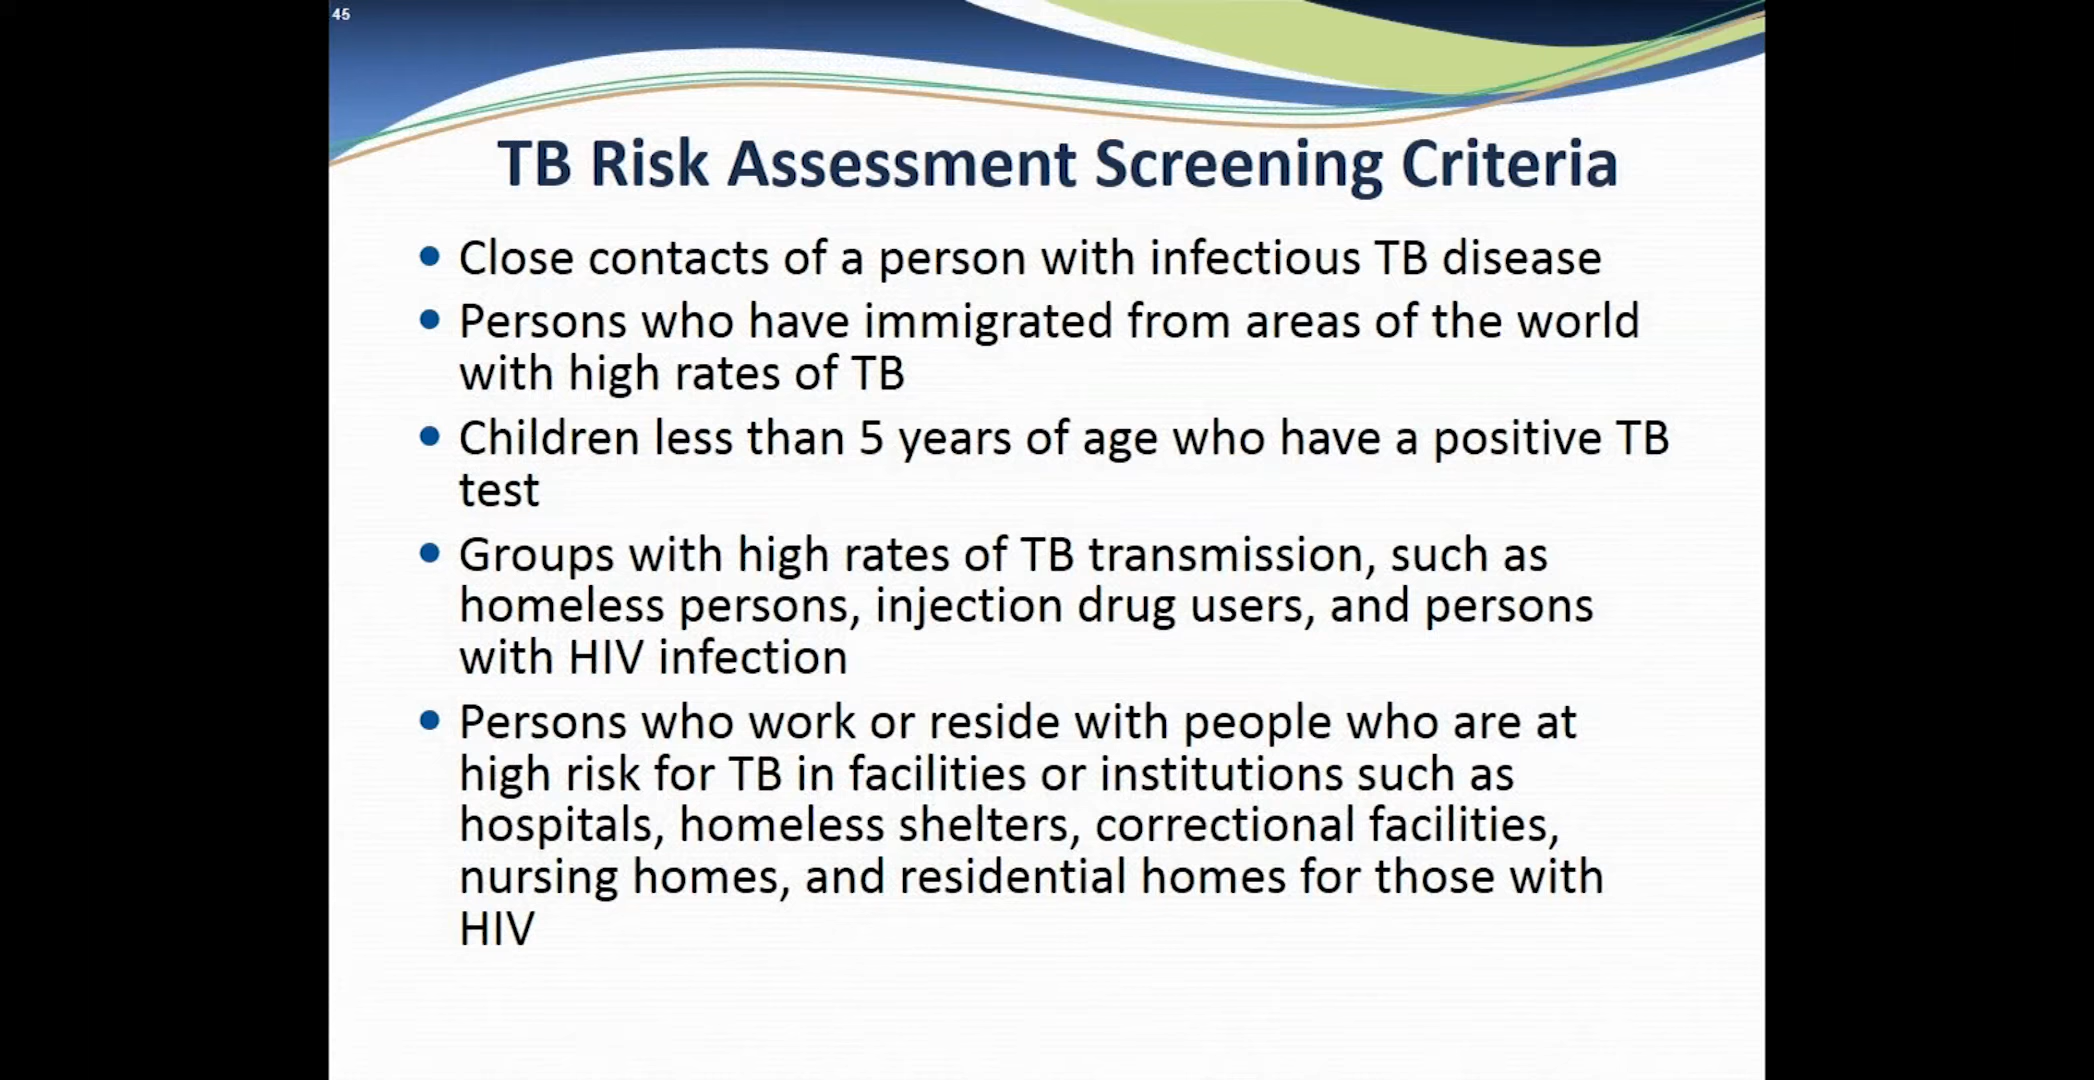 45
TB Risk Assessment Screening Criteria
• Close contacts of a person with infectious TB disease
• Persons who have immigrated from areas of the world
with high rates of TB
• Children less than 5 years of age who have a positive TB
test
• Groups with high rates of TB transmission, such as
homeless persons, injection drug users, and persons
with HIV infection
• Persons who work or reside with people who are at
high risk for TB in facilities or institutions such as
hospitals, homeless shelters, correctional facilities,
nursing homes, and residential homes for those with
HIV